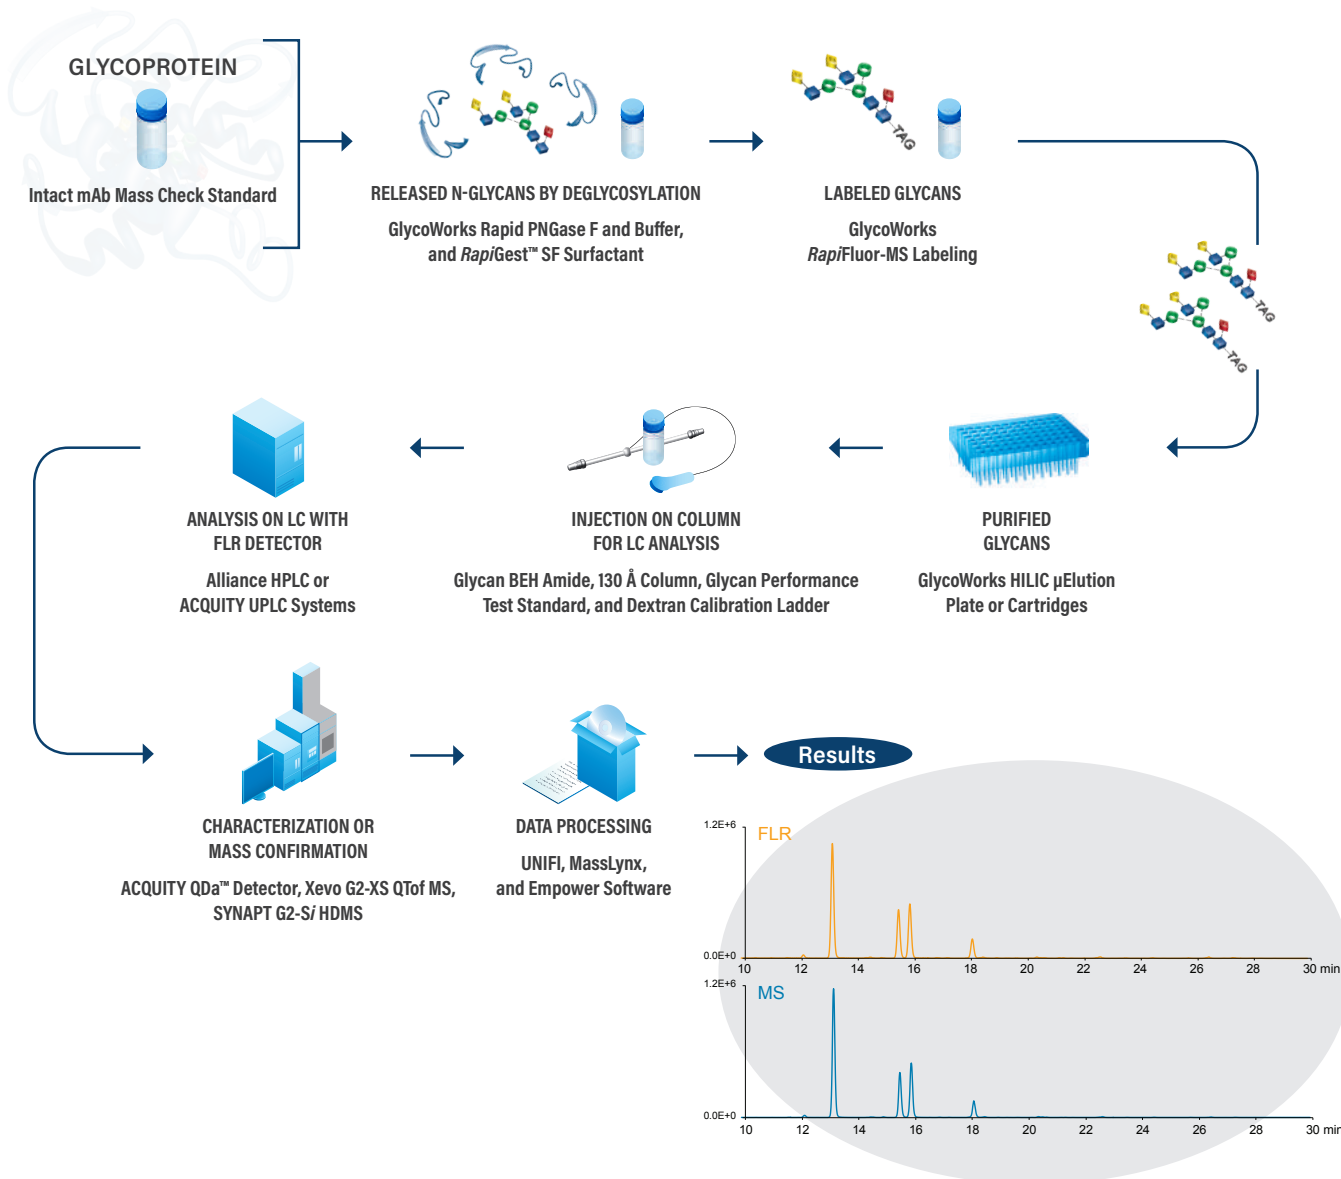 GLYCOPROTEIN
Intact mAb Mass Check Standard
RELEASED N-GLYCANS BY DEGLYCOSYLATION
GlycoWorks Rapid PNGase F and Buffer,
and RapiGest™ SF Surfactant
TAG
LABELED GLYCANS
GlycoWorks
RapiFluor-MS Labeling
TAG
TAG
PURIFIED
GLYCANS
GlycoWorks HILIC µElution
Plate or Cartridges
INJECTION ON COLUMN
FOR LC ANALYSIS
Glycan BEH Amide, 130 Å Column, Glycan Performance
Test Standard, and Dextran Calibration Ladder
ANALYSIS ON LC WITH
FLR DETECTOR
Alliance HPLC or
ACQUITY UPLC Systems
CHARACTERIZATION OR
MASS CONFIRMATION
ACQUITY QDa™ Detector, Xevo G2-XS QTof MS,
SYNAPT G2-Si HDMS
DATA PROCESSING
UNIFI, MassLynx,
and Empower Software
Results
1.2E+6
FLR
0.0E+0
10 12 14 16 18 20 22 24 26 28 30 min
1.2E+6
MS
0.0E+0
10 12 14 16 18 20 22 24 26 28 30 min